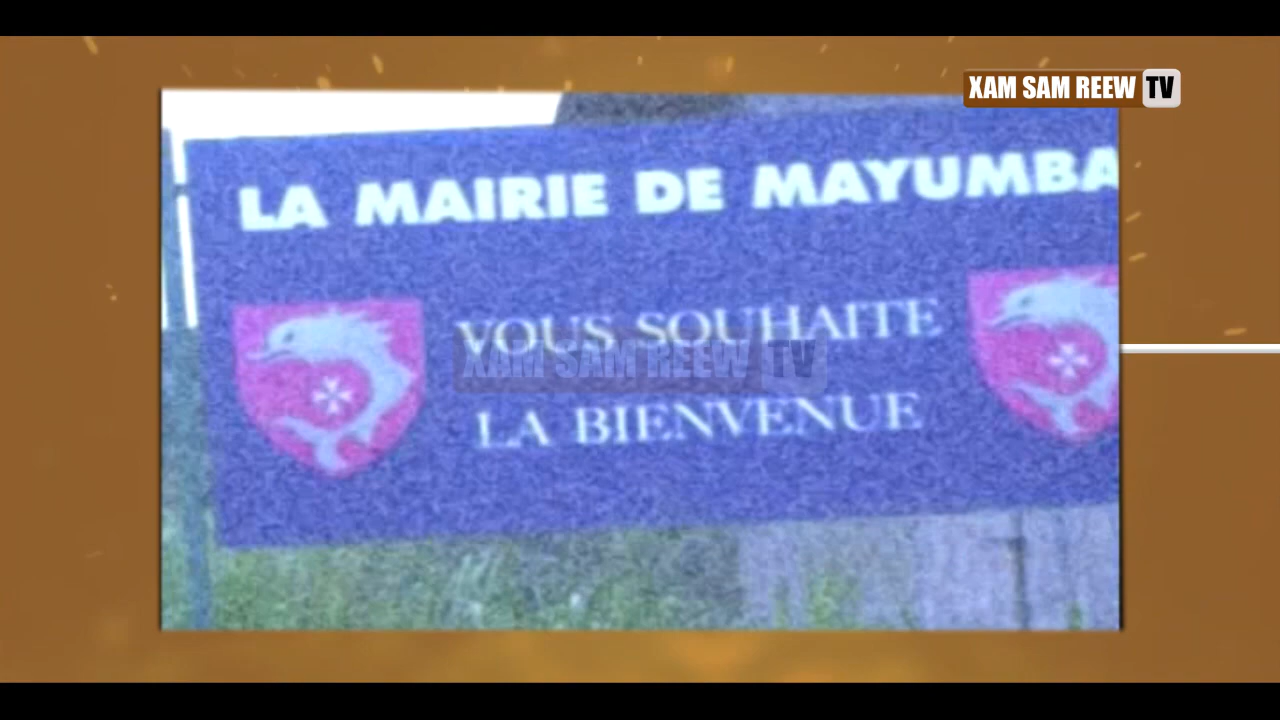 XAM SAM REEW TV
LA MAIRIE DE MAYUMBA
VOUS SOUHAITE
XAM SAM REEW TV
LA BIENVENUE